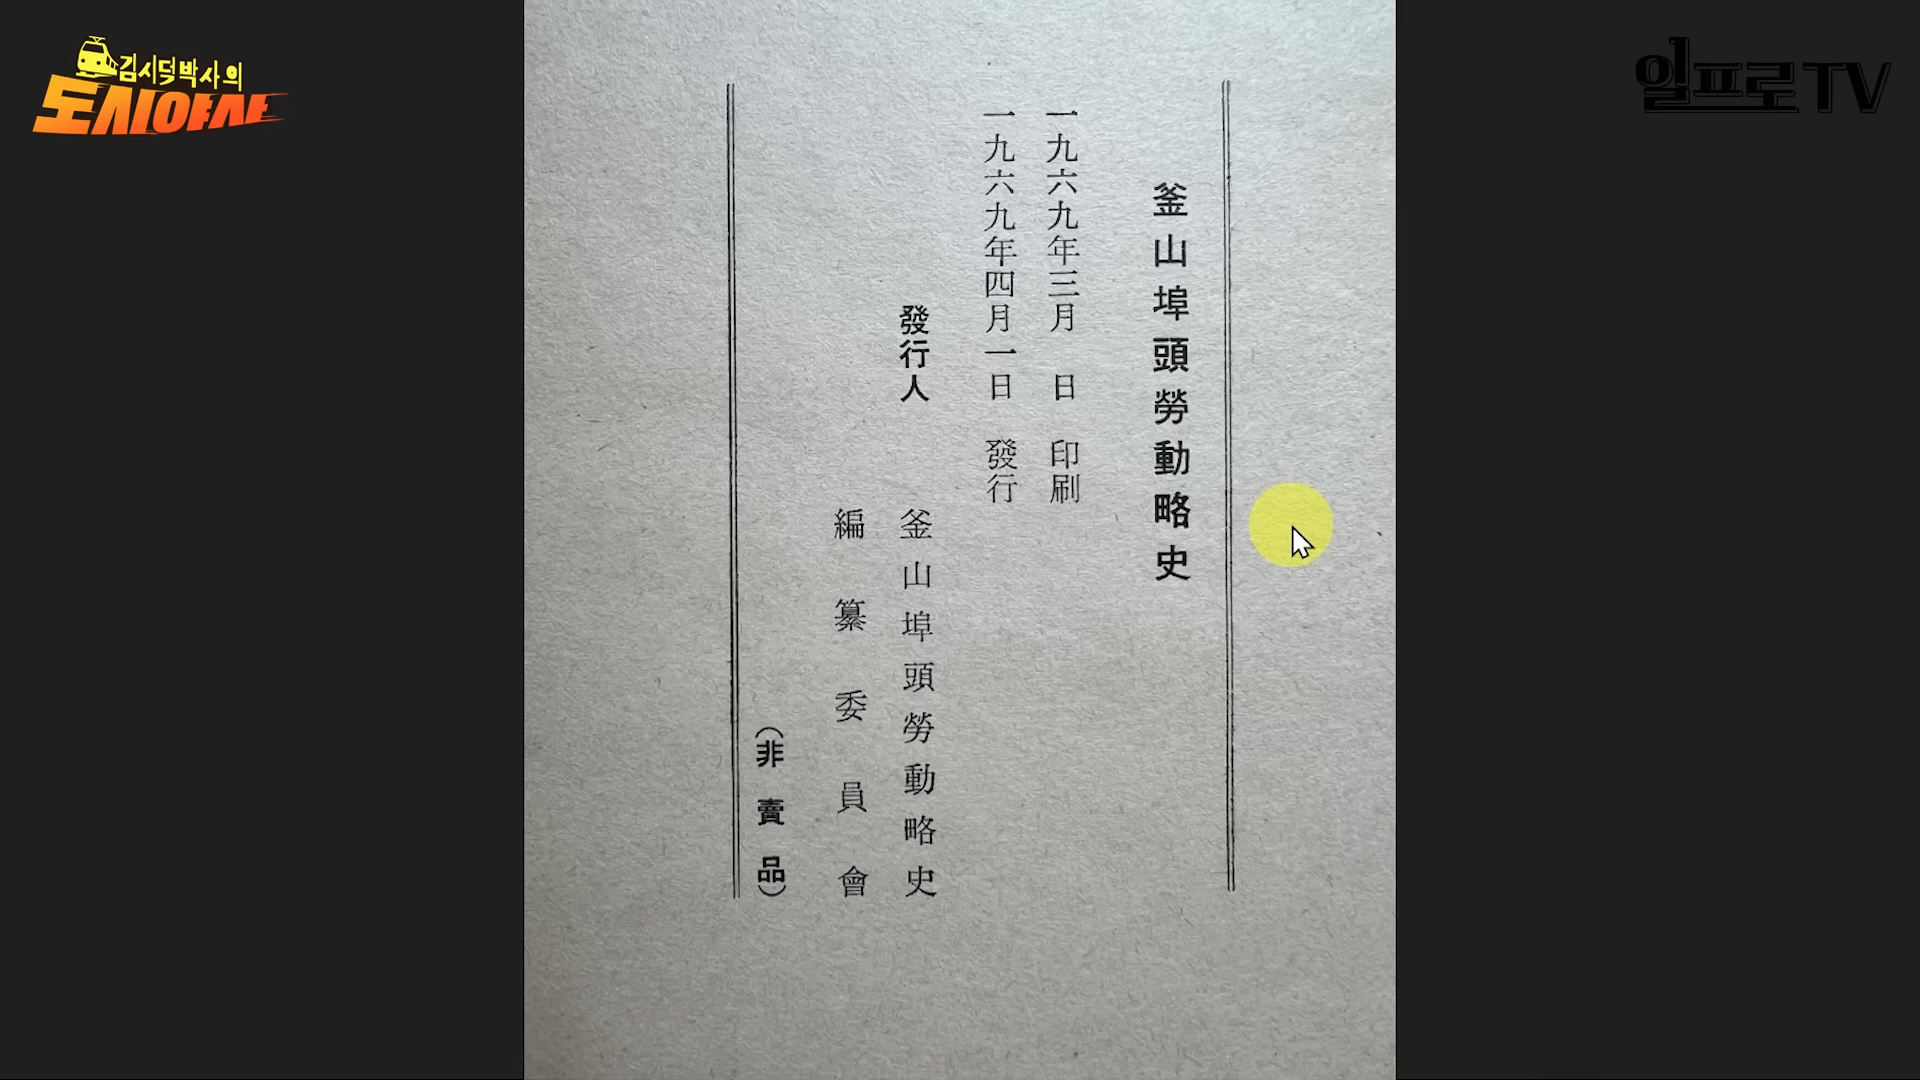 김시덕박사의
도시야사
일프로TV
釜山埠頭勞動略史
一九六九年三月 日 印刷
一九六九年四月一日 發行
發行人 釜山埠頭勞動略史
編纂委員會
(非賣品)